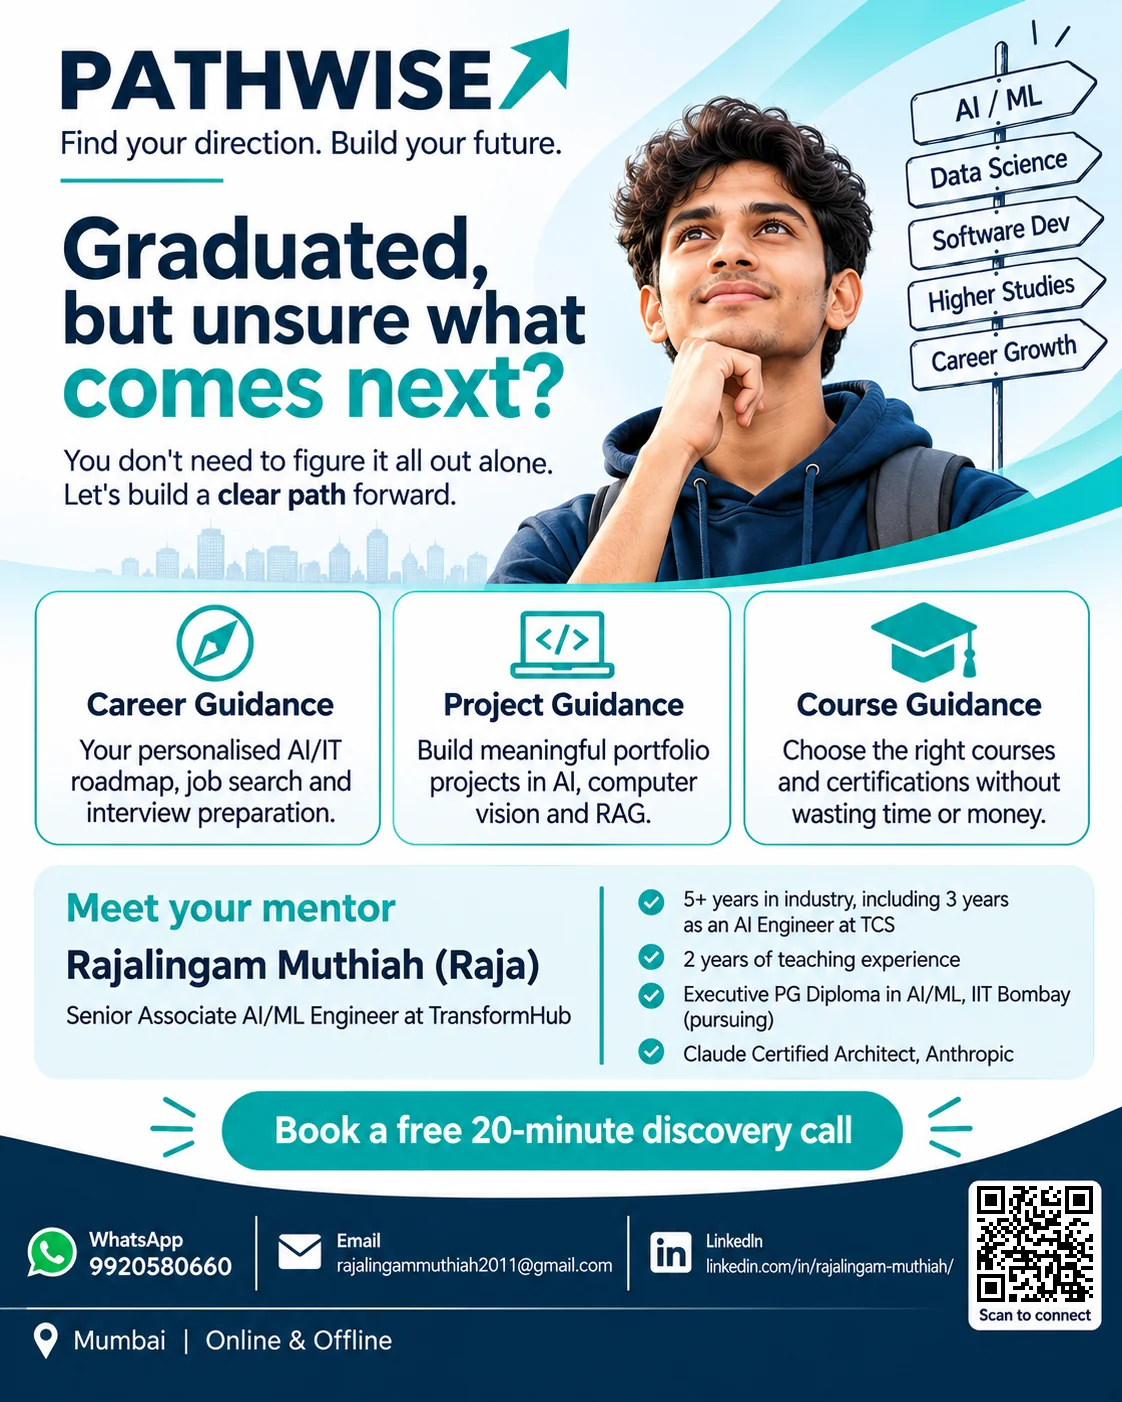 PATHWISE
Find your direction. Build your future.
Graduated,
but unsure what
comes next?
You don't need to figure it all out alone.
Let's build a clear path forward.
AI / ML
Data Science
Software Dev
Higher Studies
Career Growth
Career Guidance
Your personalised AI/IT
roadmap, job search and
interview preparation.
Project Guidance
Build meaningful portfolio
projects in AI, computer
vision and RAG.
Course Guidance
Choose the right courses
and certifications without
wasting time or money.
Meet your mentor
Rajalingam Muthiah (Raja)
Senior Associate AI/ML Engineer at TransformHub
5+ years in industry, including 3 years
as an AI Engineer at TCS
2 years of teaching experience
Executive PG Diploma in AI/ML, IIT Bombay
(pursuing)
Claude Certified Architect, Anthropic
Book a free 20-minute discovery call
WhatsApp
9920580660
Email
rajalingammuthiah2011@gmail.com
in
LinkedIn
linkedin.com/in/rajalingam-muthiah/
Scan to connect
Mumbai | Online & Offline